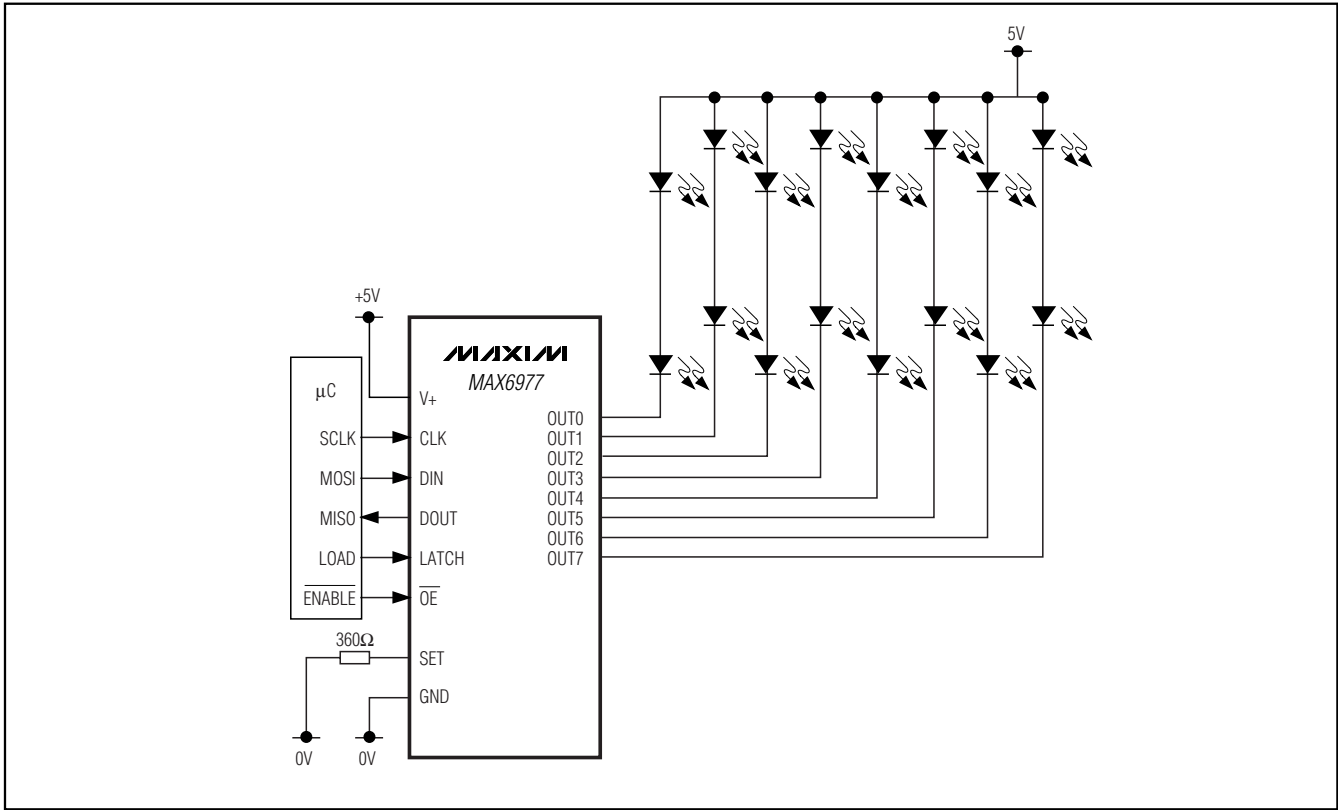 5V
+5V
MAXIM
MAX6977
µC
V+
SCLK
CLK
MOSI
DIN
MISO
DOUT
LOAD
LATCH
ENABLE
OE
360Ω
SET
GND
0V
0V
OUT0
OUT1
OUT2
OUT3
OUT4
OUT5
OUT6
OUT7